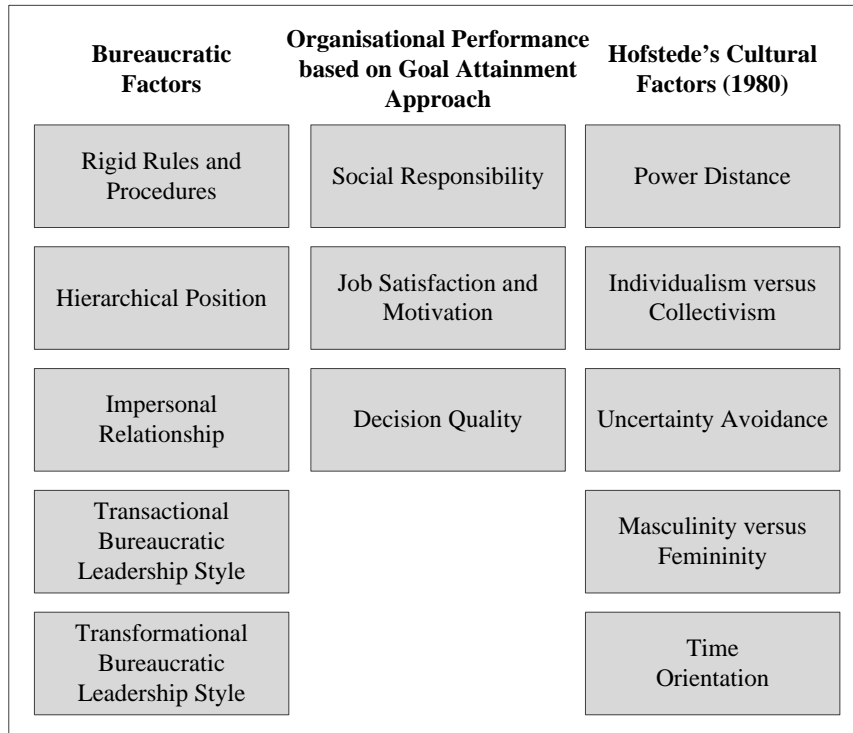 Bureaucratic
Factors
Organisational Performance
based on Goal Attainment
Approach
Hofstede's Cultural
Factors (1980)
Rigid Rules and
Procedures
Social Responsibility
Power Distance
Hierarchical Position
Job Satisfaction and
Motivation
Individualism versus
Collectivism
Impersonal
Relationship
Decision Quality
Uncertainty Avoidance
Transactional
Bureaucratic
Leadership Style
Masculinity versus
Femininity
Transformational
Bureaucratic
Leadership Style
Time
Orientation